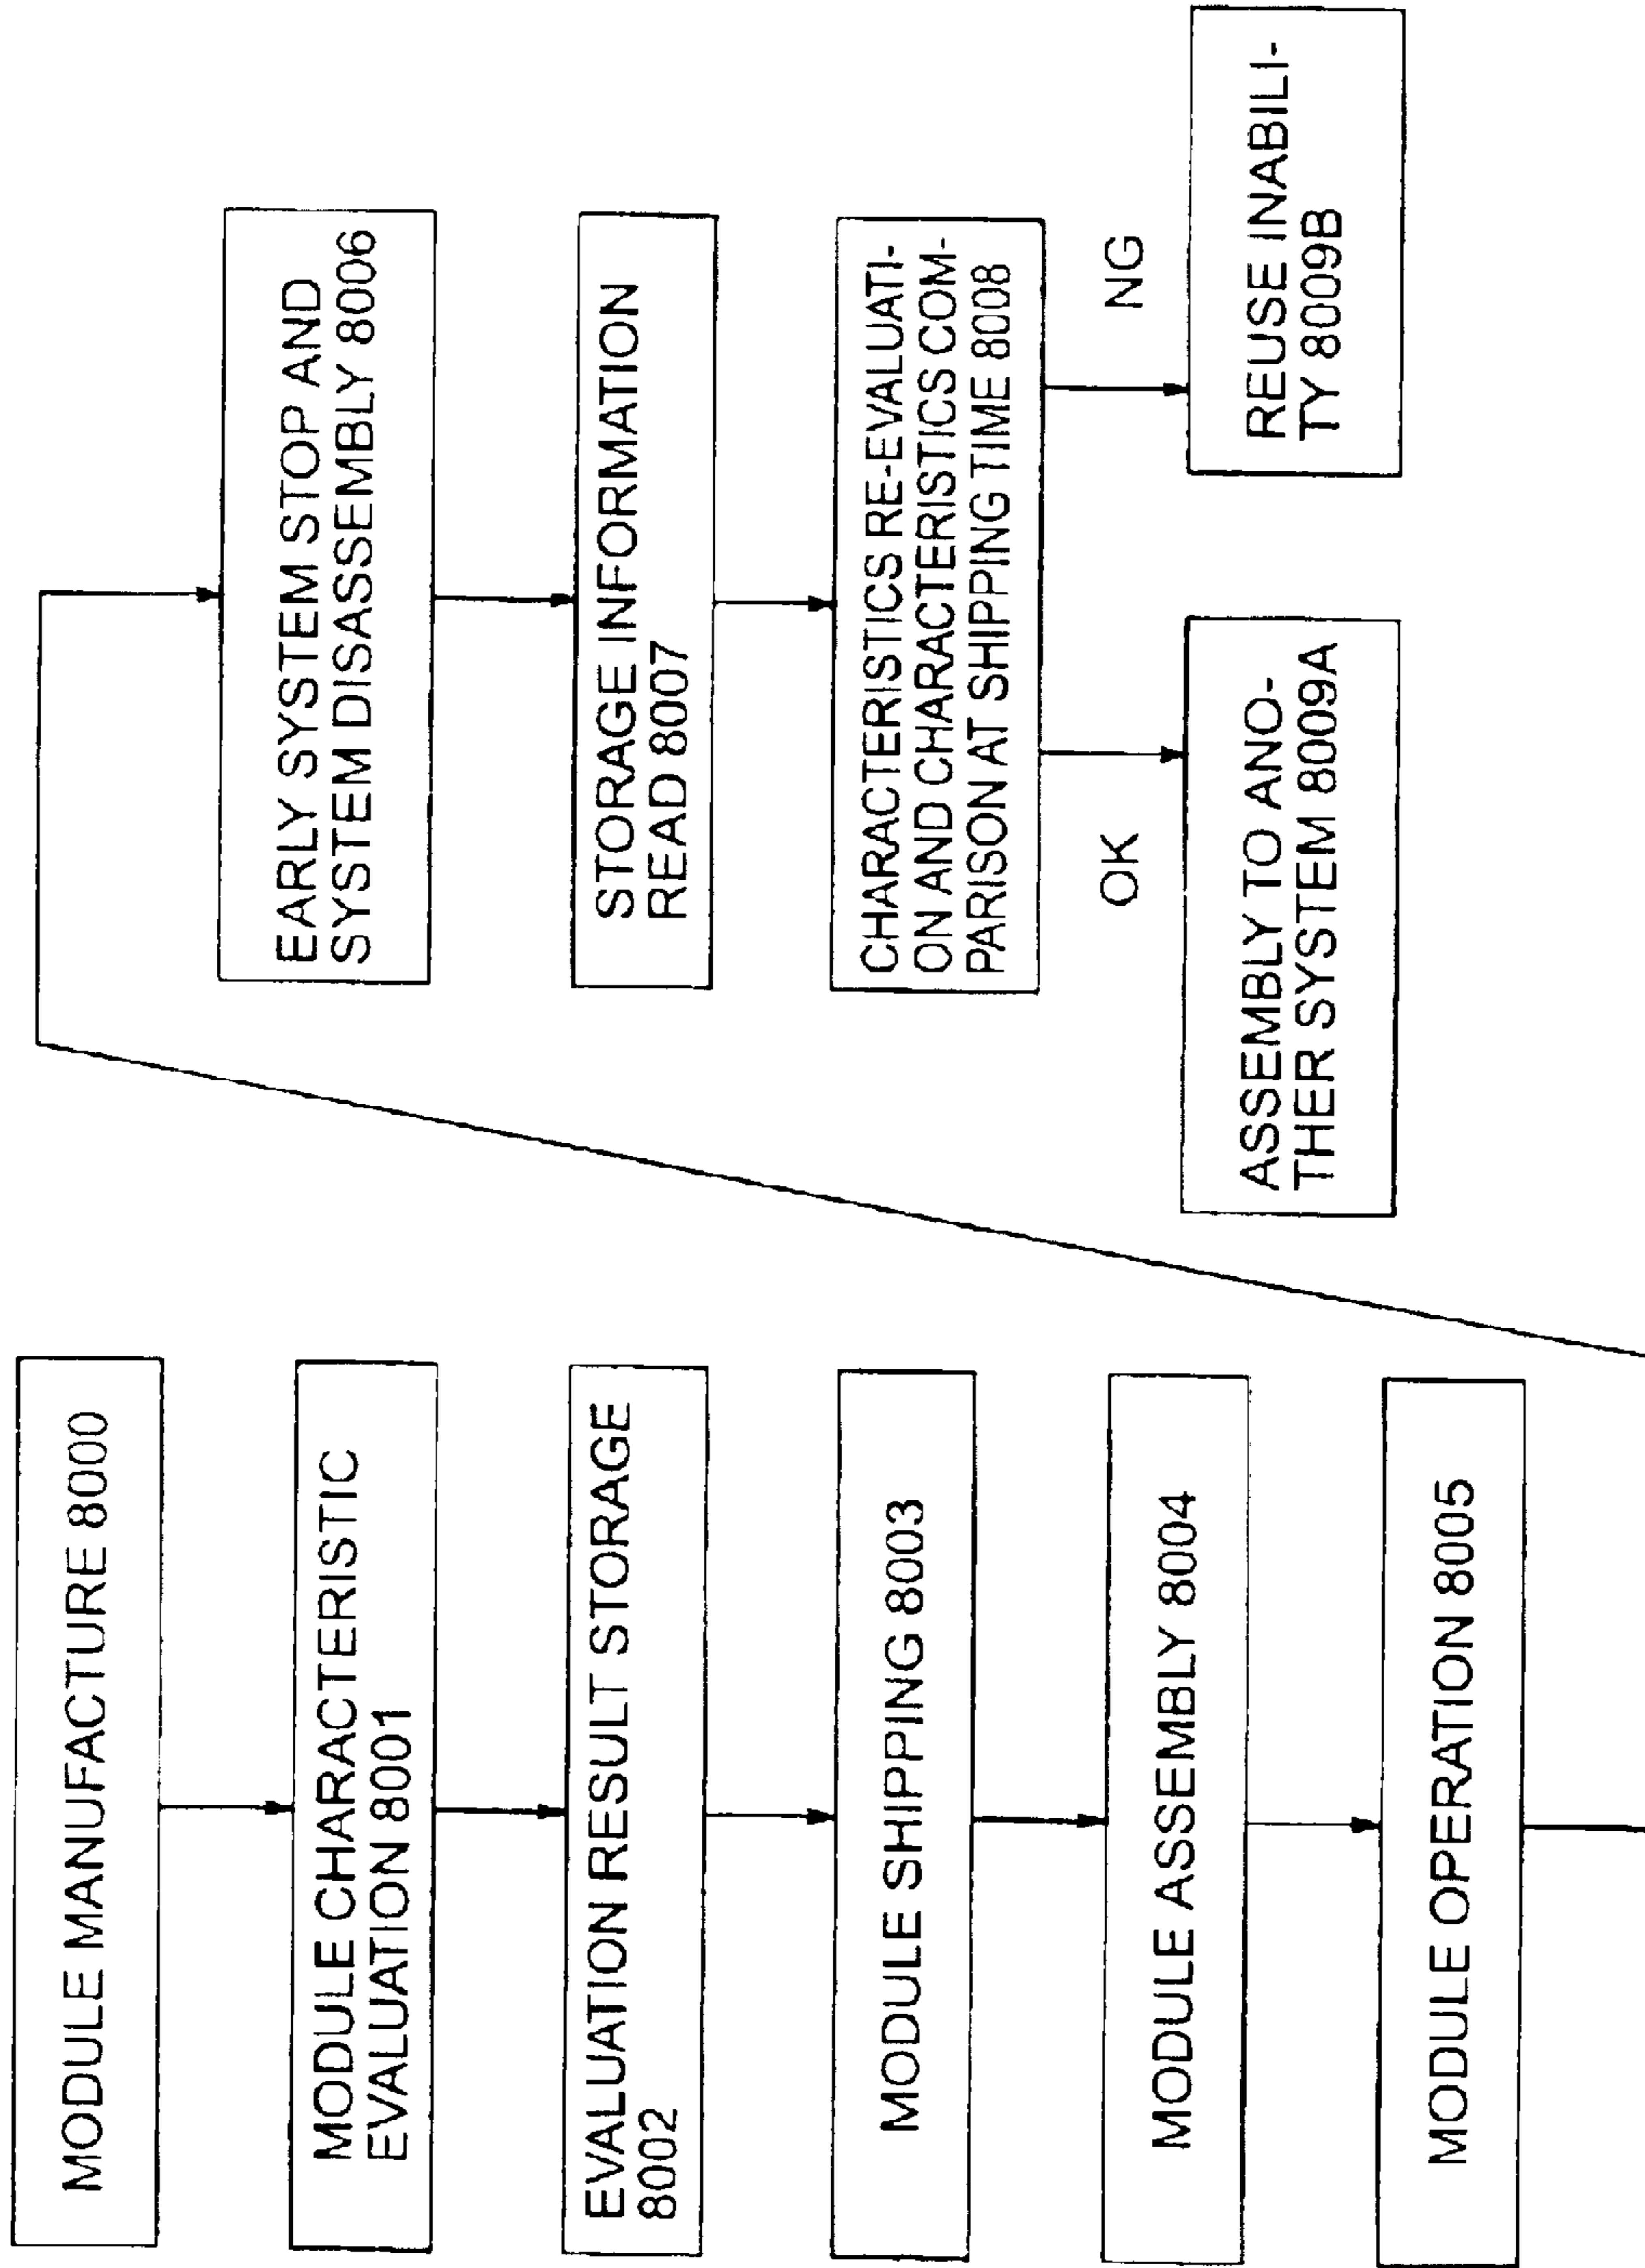 MODULE MANUFACTURE 8000
MODULE CHARACTERISTIC
EVALUATION 8001
EVALUATION RESULT STORAGE
8002
MODULE SHIPPING 8003
MODULE ASSEMBLY 8004
MODULE OPERATION 8005
EARLY SYSTEM STOP AND
SYSTEM DISASSEMBLY 8006
STORAGE INFORMATION
READ 8007
CHARACTERISTICS RE-EVALUATI-
ON AND CHARACTERISTICS COM-
PARISON AT SHIPPING TIME 8008
OK
NG
ASSEMBLY TO ANO-
THER SYSTEM 8009A
REUSE INABILI-
TY 8009B